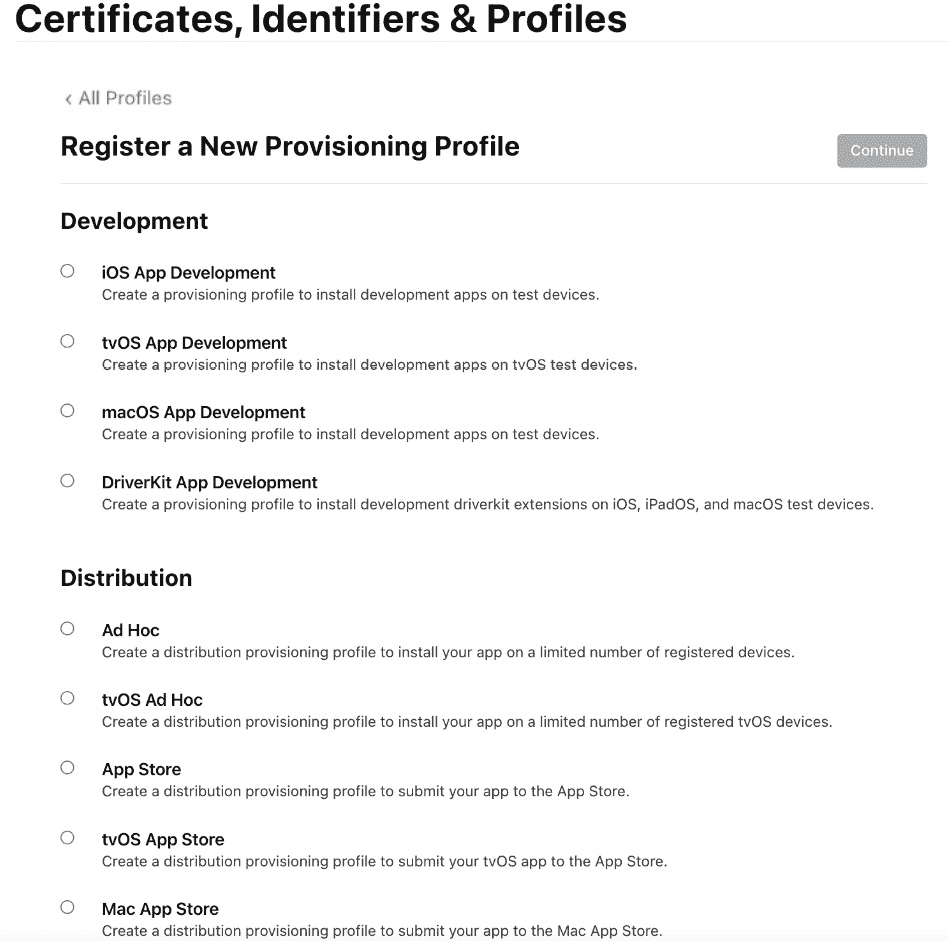 Certificates, Identifiers & Profiles
‹ All Profiles
Register a New Provisioning Profile
Continue
Development
iOS App Development
Create a provisioning profile to install development apps on test devices.
tvOS App Development
Create a provisioning profile to install development apps on tvOS test devices.
macOS App Development
Create a provisioning profile to install development apps on test devices.
DriverKit App Development
Create a provisioning profile to install development driverkit extensions on iOS, iPadOS, and macOS test devices.
Distribution
Ad Hoc
Create a distribution provisioning profile to install your app on a limited number of registered devices.
tvOS Ad Hoc
Create a distribution provisioning profile to install your app on a limited number of registered tvOS devices.
App Store
Create a distribution provisioning profile to submit your app to the App Store.
tvOS App Store
Create a distribution provisioning profile to submit your tvOS app to the App Store.
Mac App Store
Create a distribution provisioning profile to submit your app to the Mac App Store.